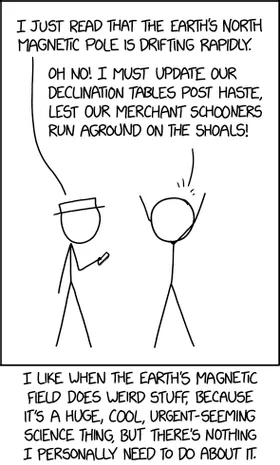 I JUST READ THAT THE EARTH'S NORTH
MAGNETIC POLE IS DRIFTING RAPIDLY.
OH NO! I MUST UPDATE OUR
DECLINATION TABLES POST HASTE,
LEST OUR MERCHANT SCHOONERS
RUN AGROUND ON THE SHOALS!
I LIKE WHEN THE EARTH'S MAGNETIC
FIELD DOES WEIRD STUFF, BECAUSE
IT'S A HUGE, COOL, URGENT-SEEMING
SCIENCE THING, BUT THERE'S NOTHING
I PERSONALLY NEED TO DO ABOUT IT.